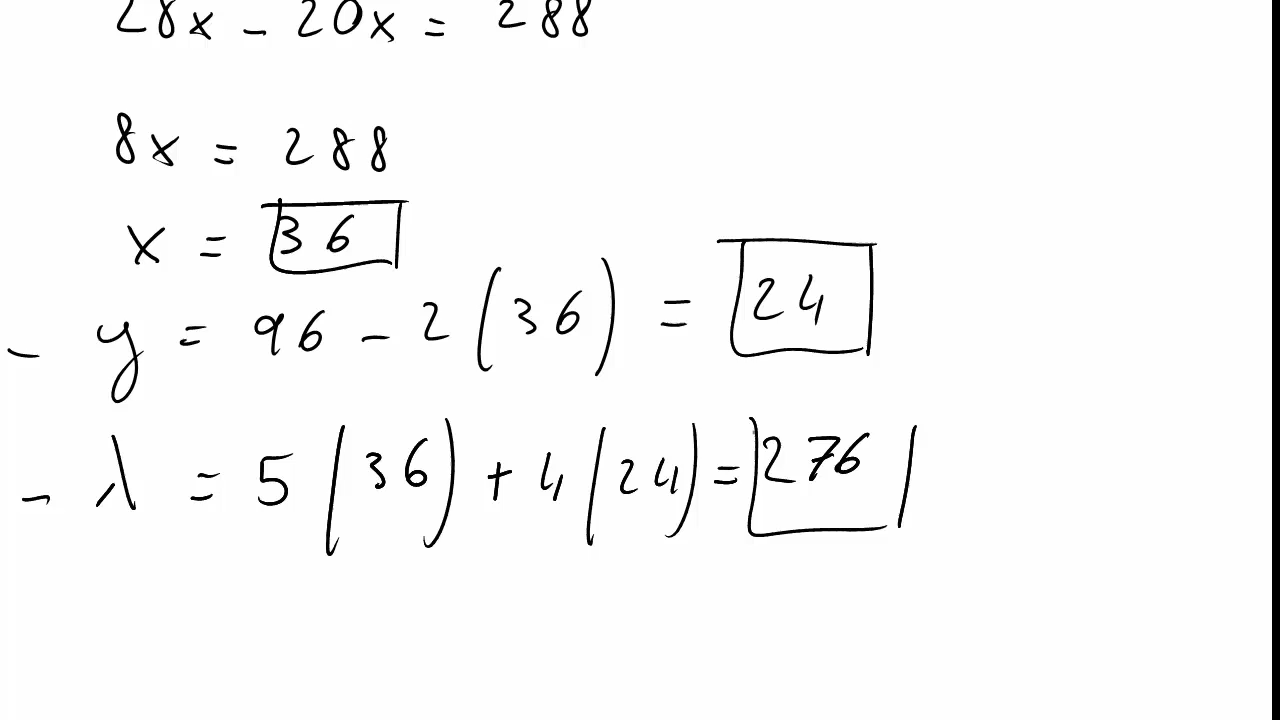 28x - 20x = 288
8x = 288
x = 36
- y = 96 - 2(36) = 24
- λ = 5(36) + 4(24) = 276